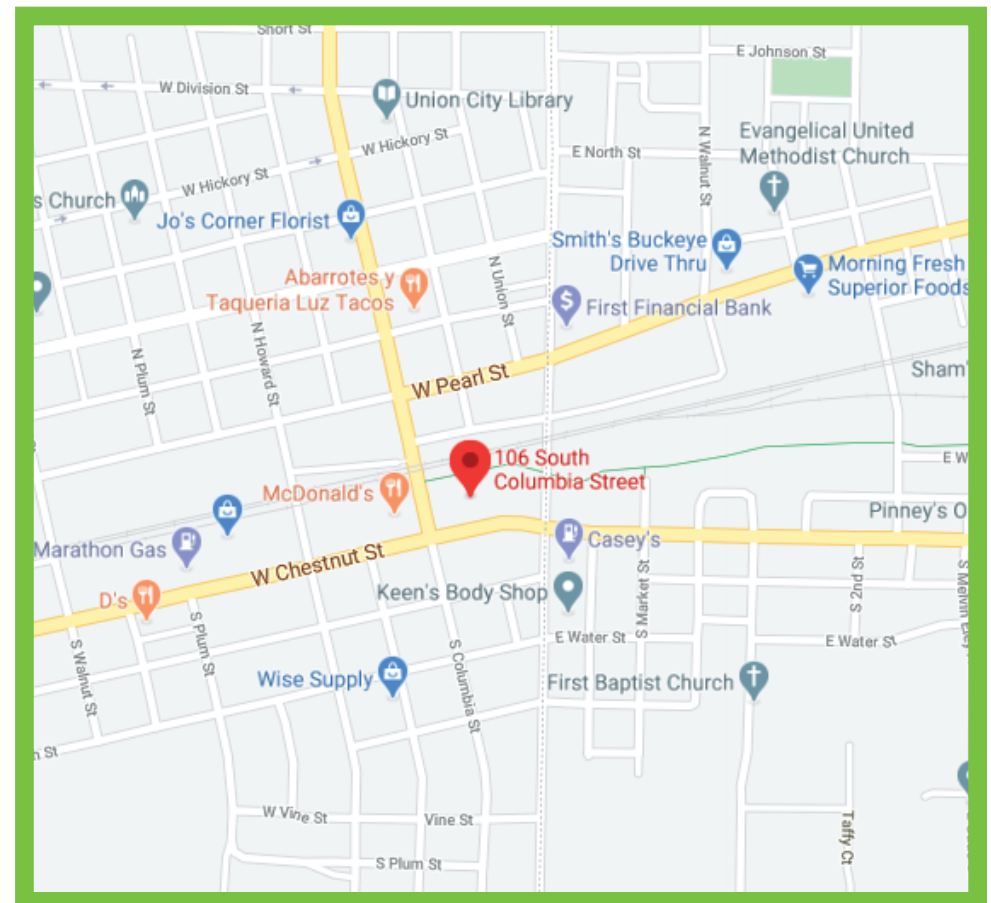 Short St
E Johnson St
W Division St
Union City Library
Evangelical United
Methodist Church
W Hickory St
E North St
N Walnut St
W Hickory St
s Church
Jo's Corner Florist
Smith's Buckeye
Drive Thru
Morning Fresh
Superior Foods
Abarrotes y
Taqueria Luz Tacos
N Union St
First Financial Bank
N Plum St
N Howard St
W Pearl St
Sham'
106 South
Columbia Street
E W
McDonald's
Pinney's O
Marathon Gas
Casey's
W Chestnut St
D's
Keen's Body Shop
S Market St
S 2nd St
E Water St
E Water St
S Walnut St
S Plum St
S Columbia St
Wise Supply
First Baptist Church
n St
W Vine St
Vine St
Taffy Ct
S Plum St